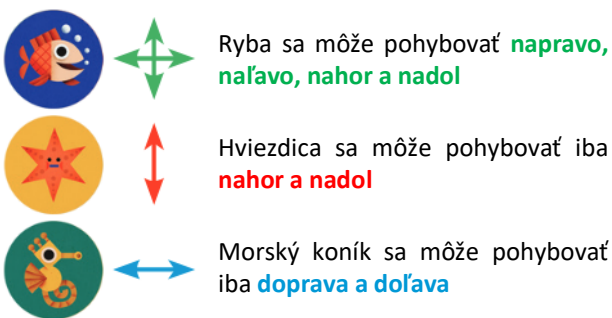 Ryba sa môže pohybovať napravo,
naľavo, nahor a nadol
Hviezdica sa môže pohybovať iba
nahor a nadol
Morský koník sa môže pohybovať
iba doprava a doľava